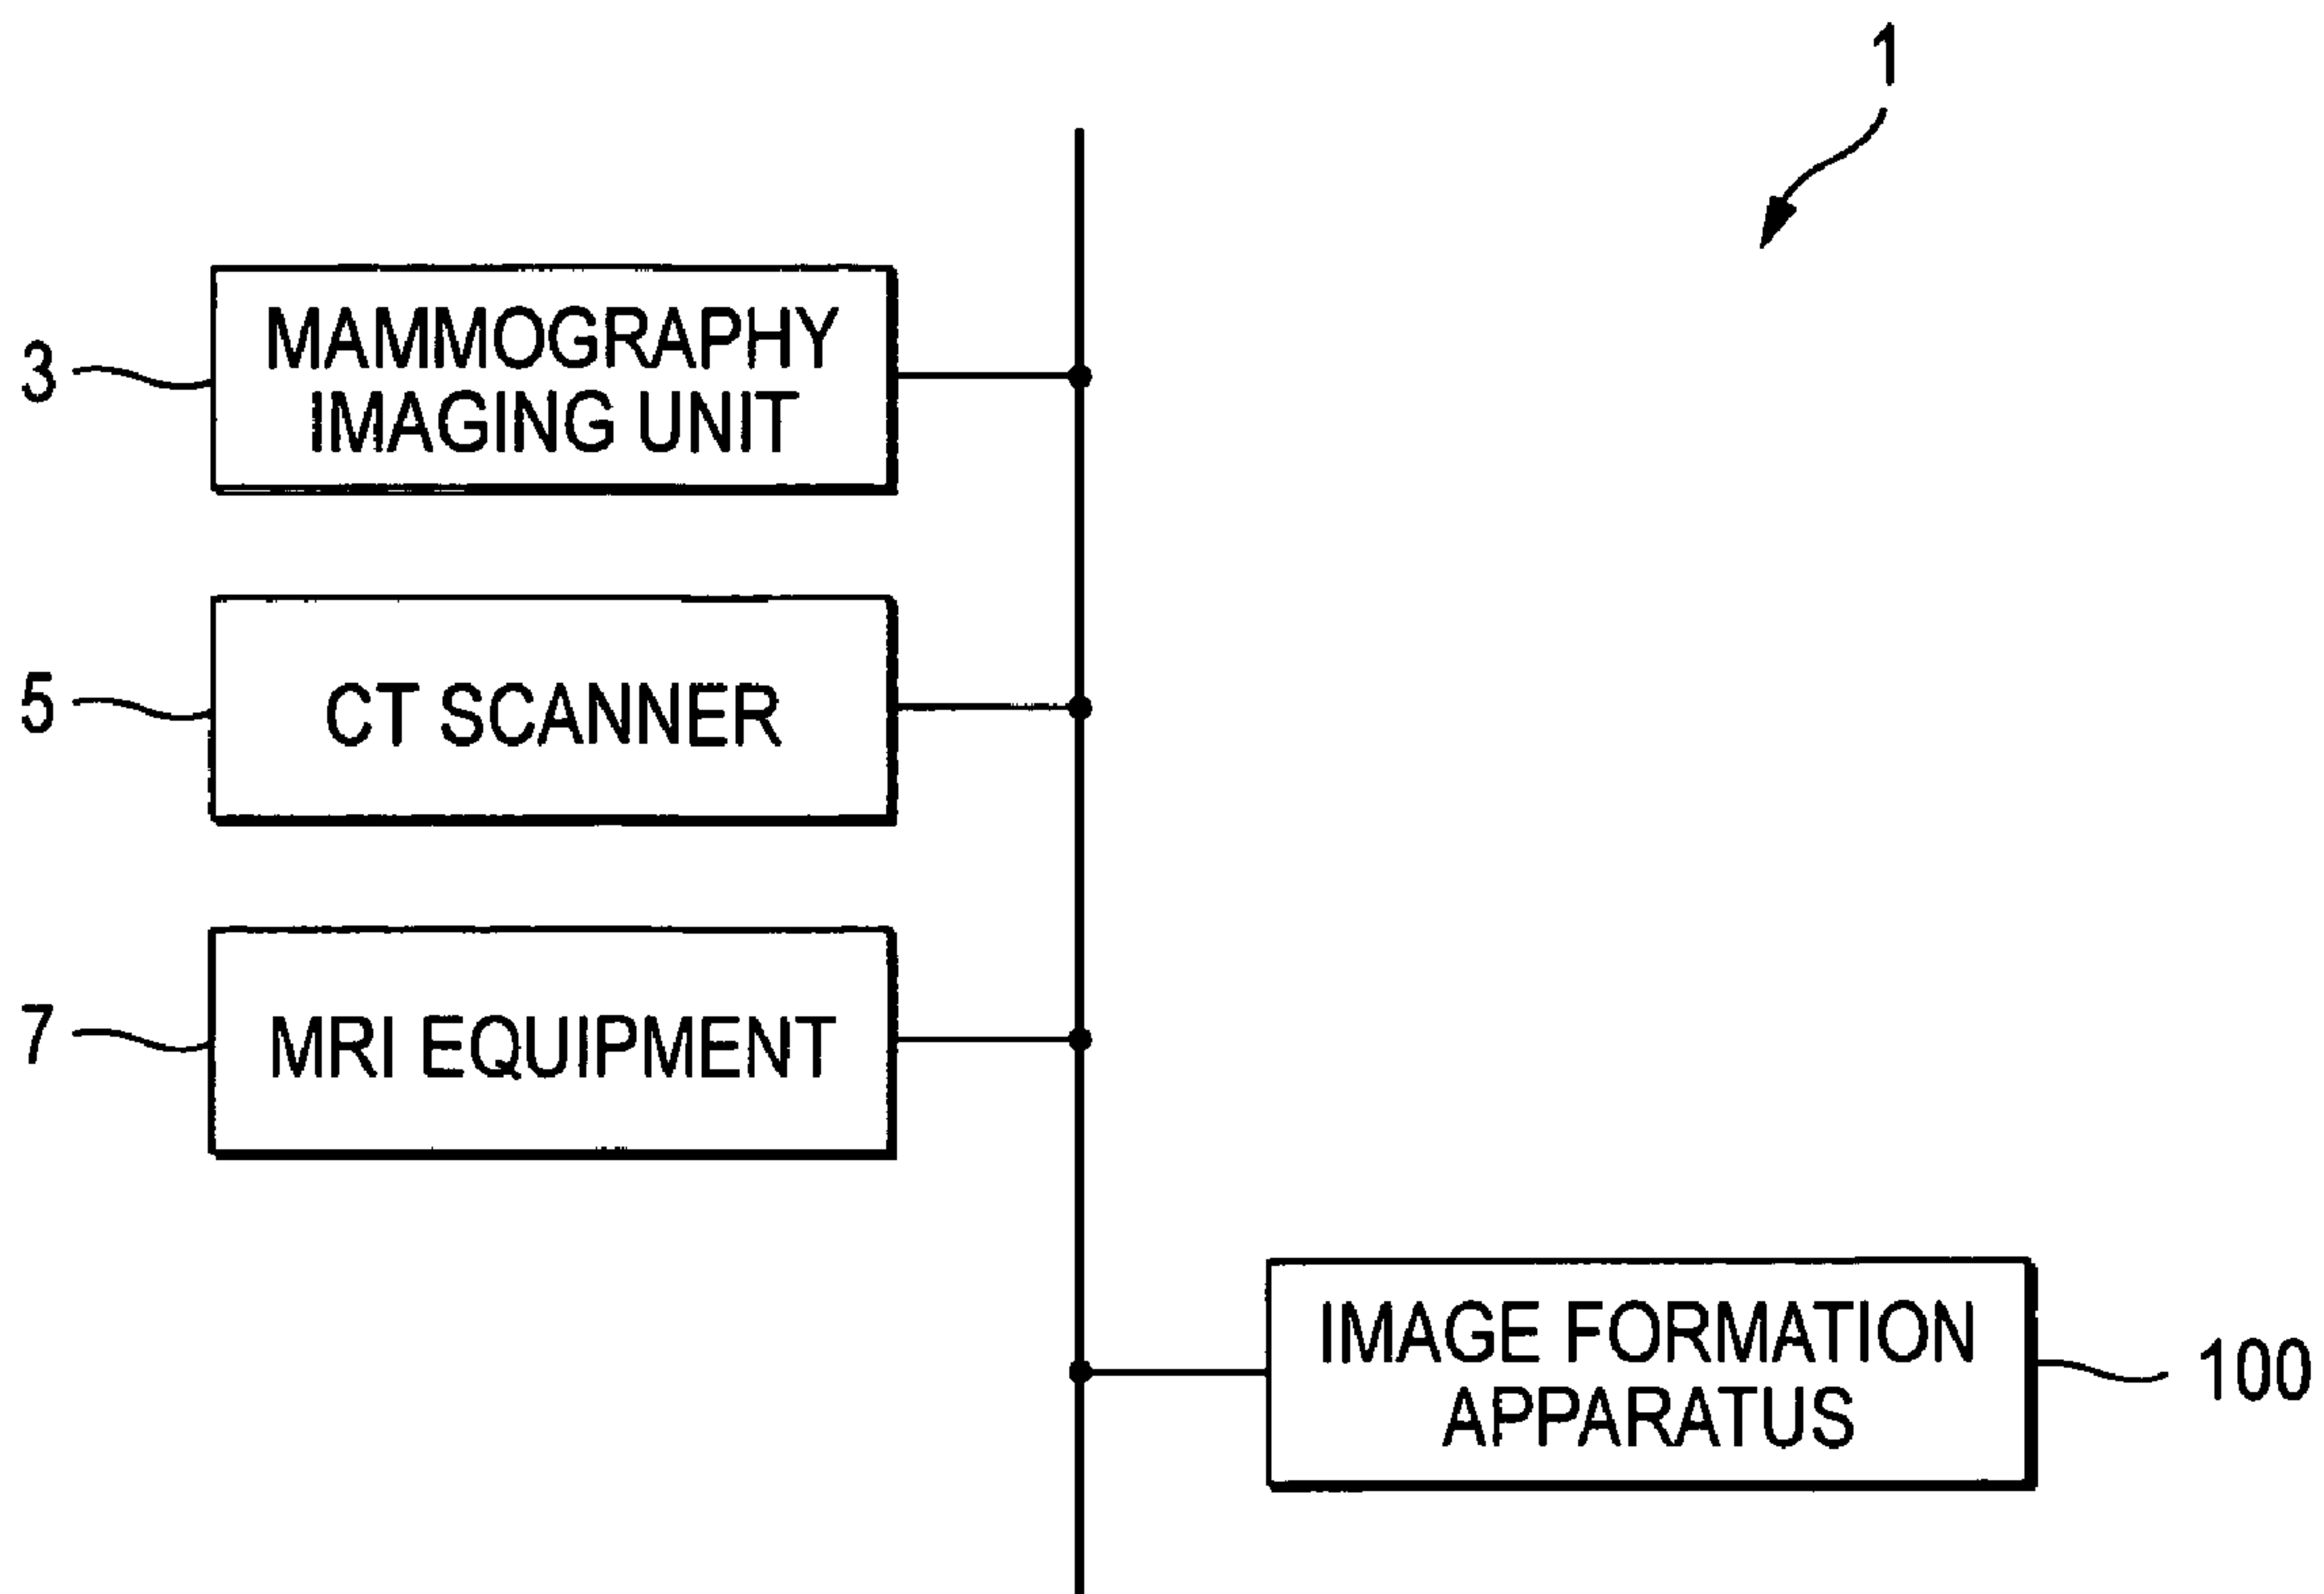 1
3
MAMMOGRAPHY
IMAGING UNIT
5
CT SCANNER
7
MRI EQUIPMENT
IMAGE FORMATION
APPARATUS
100